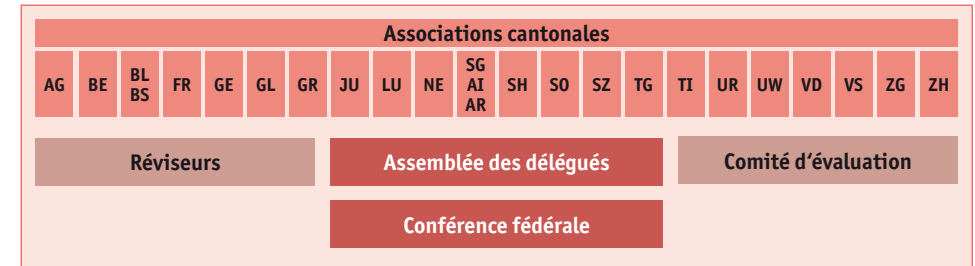 Associations cantonales
AG BE BL BS FR GE GL GR JU LU NE SG AI AR SH SO SZ TG TI UR UW VD VS ZG ZH
Réviseurs Assemblée des délégués Comité d‘évaluation
Conférence fédérale